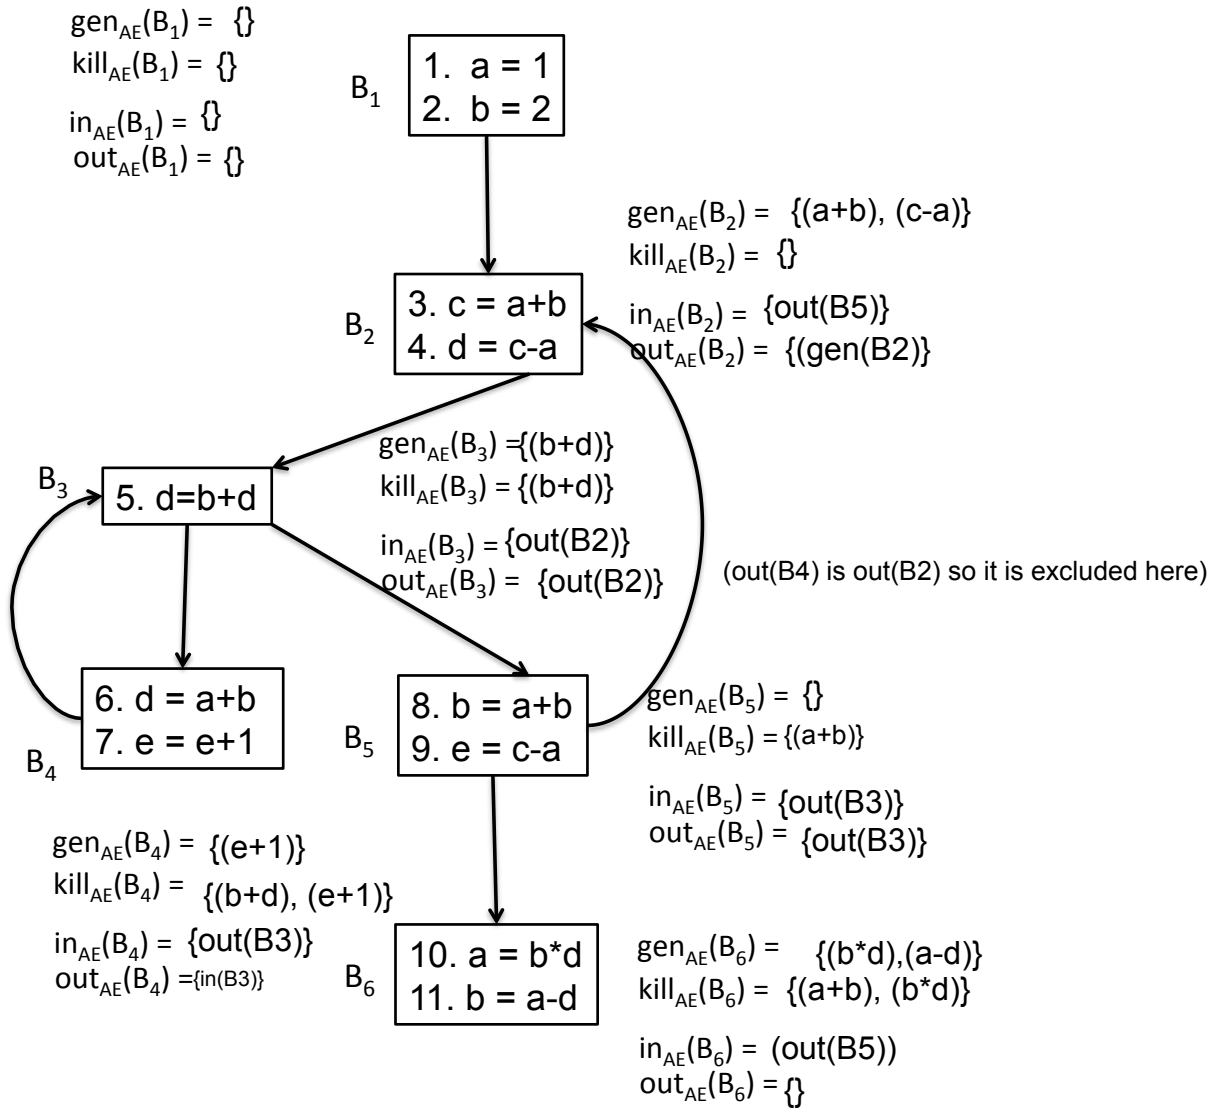 gen_AE(B_1) = {}
kill_AE(B_1) = {}
in_AE(B_1) = {}
out_AE(B_1) = {}
B_1
1. a = 1
2. b = 2
gen_AE(B_2) = {(a+b), (c-a)}
kill_AE(B_2) = {}
in_AE(B_2) = {out(B5)}
out_AE(B_2) = {(gen(B2)}
B_2
3. c = a+b
4. d = c-a
gen_AE(B_3) ={(b+d)}
kill_AE(B_3) = {(b+d)}
in_AE(B_3) = {out(B2)}
out_AE(B_3) = {out(B2)}
(out(B4) is out(B2) so it is excluded here)
B_3
5. d=b+d
6. d = a+b
7. e = e+1
B_4
gen_AE(B_4) = {(e+1)}
kill_AE(B_4) = {(b+d), (e+1)}
in_AE(B_4) = {out(B3)}
out_AE(B_4) ={in(B3)}
B_5
8. b = a+b
9. e = c-a
gen_AE(B_5) = {}
kill_AE(B_5) = {(a+b)}
in_AE(B_5) = {out(B3)}
out_AE(B_5) = {out(B3)}
B_6
10. a = b*d
11. b = a-d
gen_AE(B_6) = {(b*d),(a-d)}
kill_AE(B_6) = {(a+b), (b*d)}
in_AE(B_6) = (out(B5))
out_AE(B_6) = {}